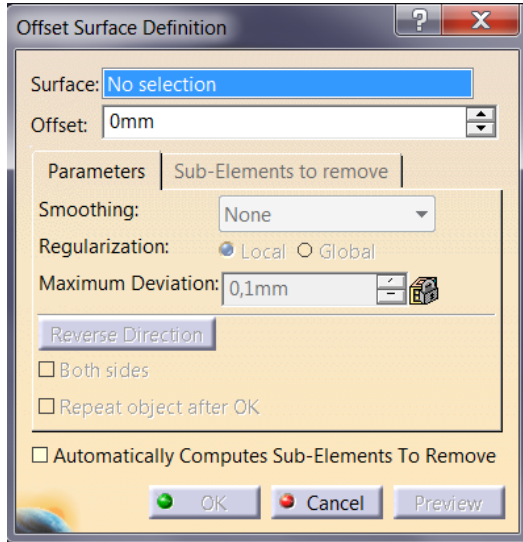 Offset Surface Definition
Surface: No selection
Offset: 0mm
Parameters Sub-Elements to remove
Smoothing: None
Regularization: Local Global
Maximum Deviation: 0,1mm
Reverse Direction
Both sides
Repeat object after OK
Automatically Computes Sub-Elements To Remove
OK Cancel Preview